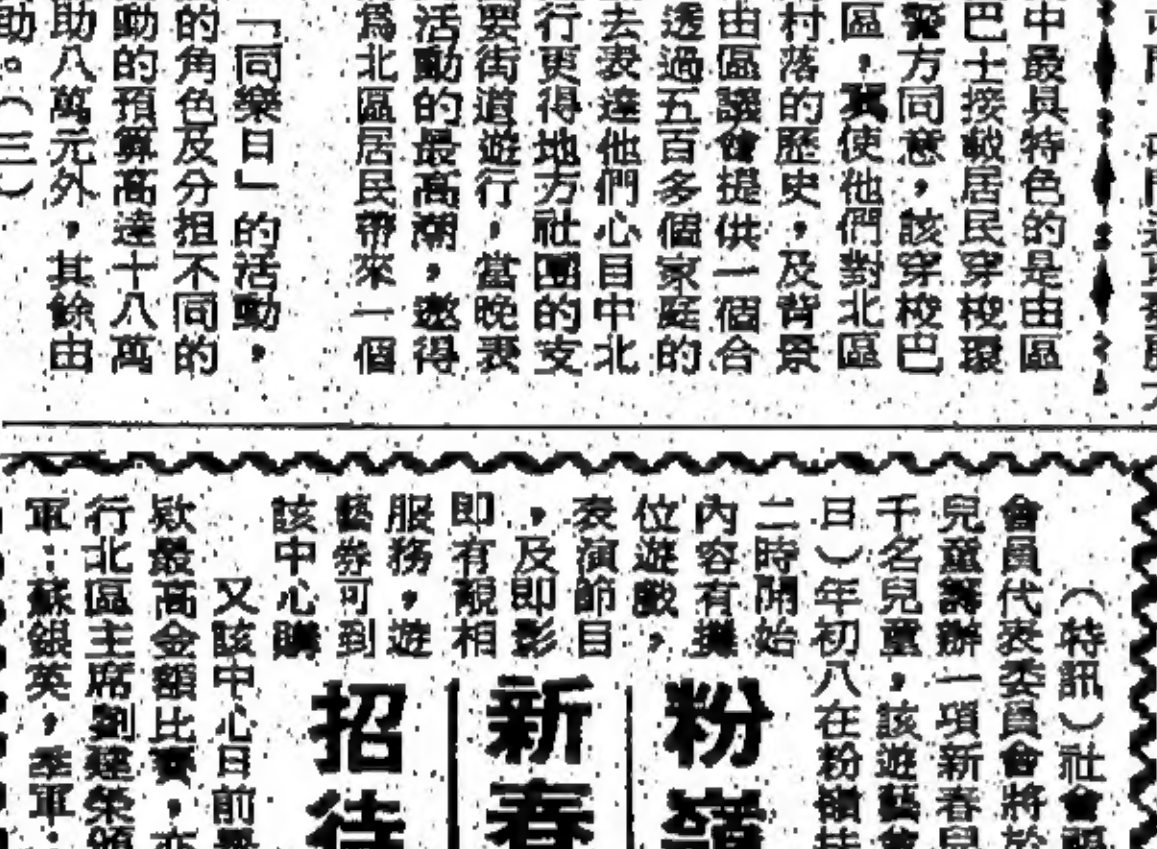 中最具特色的是由區
巴士接載居民穿梭環
警方同意，該穿梭巴
區，冀使他們對北區
村落的歷史，及背景
由區議會提供一個合
透過五百多個家庭的
去表達他們心目中北
行更得地方社團的支
要街道遊行，當晚表
活動的最高潮，邀得
爲北區居民帶來一個
「同樂日」的活動，
的角色及分担不同的
動的預算高達十八萬
助八萬元外，其餘由
助。（三）
（特訊）社會福
會員代表委員會將於
兒童籌辦一項新春兒
千名兒童，該遊藝會
日）年初八在粉嶺
二時開始
內容有攤
位遊戲，
表演節目
，及即影
即有靚相
服務，遊
藝券可到
該中心購
粉嶺
新春
招待
又該中心日前
欵最高金額比賽，亦
行北區主席劉建榮頒
軍：蘇銀英，季軍：